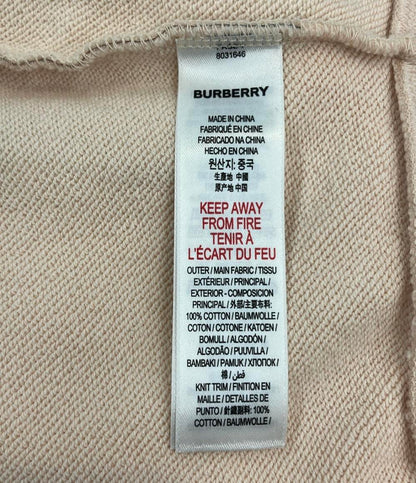 8031646
BURBERRY
MADE IN CHINA
FABRIQUÉ EN CHINE
FABRICADO NA CHINA
HECHO EN CHINA
원산지: 중국
生産地 中國
原产地 中国
KEEP AWAY
FROM FIRE
TENIR À
L'ÉCART DU FEU
OUTER / MAIN FABRIC / TISSU
EXTÉRIEUR / PRINCIPAL /
EXTERIOR - COMPOSICION
PRINCIPAL / 外部/主要布料:
100% COTTON / BAUMWOLLE /
COTON / COTONE / KATOEN /
BOMULL / ALGODÓN /
ALGODÃO / PUUVILLA /
BAMBAKI / PAMUK / ХЛОПОК /
棉 / قطن /
KNIT TRIM / FINITION EN
MAILLE / DETALLES DE
PUNTO / 針織副料: 100%
COTTON / BAUMWOLLE /